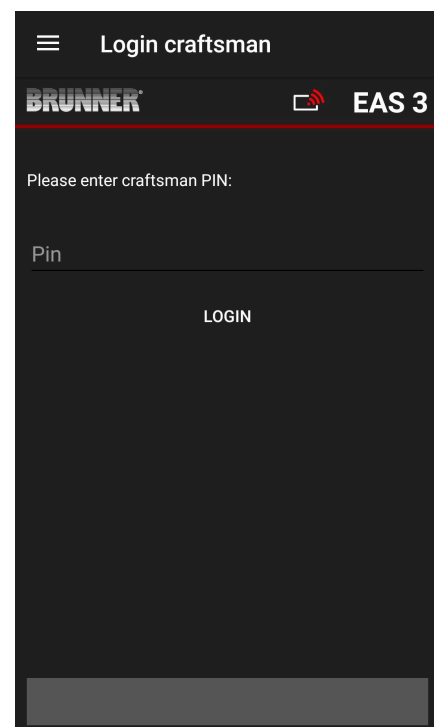 Login craftsman
BRUNNER® EAS 3
Please enter craftsman PIN:
Pin
LOGIN